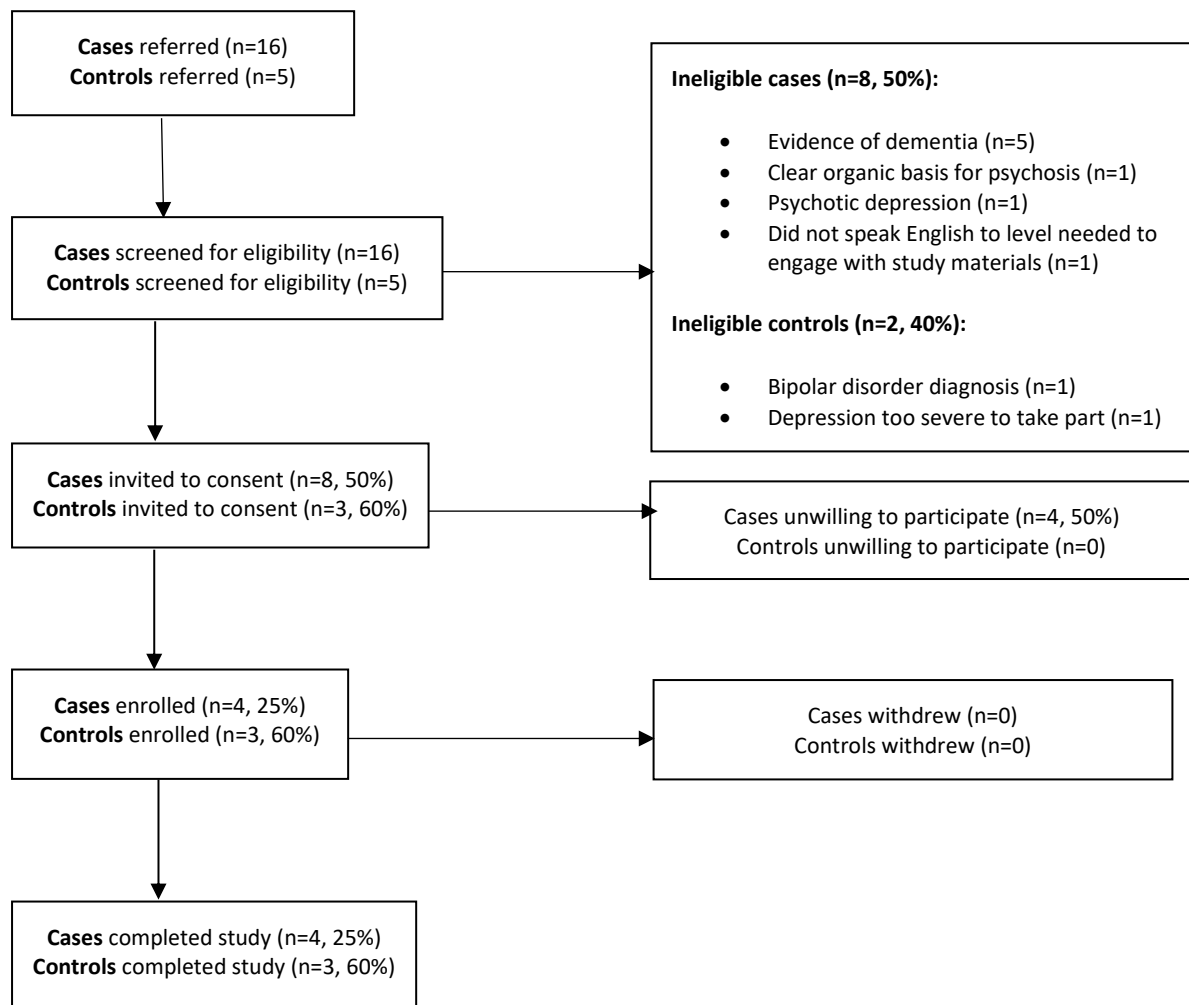 Cases referred (n=16)
Controls referred (n=5)
Ineligible cases (n=8, 50%):
• Evidence of dementia (n=5)
• Clear organic basis for psychosis (n=1)
• Psychotic depression (n=1)
• Did not speak English to level needed to
engage with study materials (n=1)
Ineligible controls (n=2, 40%):
• Bipolar disorder diagnosis (n=1)
• Depression too severe to take part (n=1)
Cases screened for eligibility (n=16)
Controls screened for eligibility (n=5)
Cases invited to consent (n=8, 50%)
Controls invited to consent (n=3, 60%)
Cases unwilling to participate (n=4, 50%)
Controls unwilling to participate (n=0)
Cases enrolled (n=4, 25%)
Controls enrolled (n=3, 60%)
Cases withdrew (n=0)
Controls withdrew (n=0)
Cases completed study (n=4, 25%)
Controls completed study (n=3, 60%)